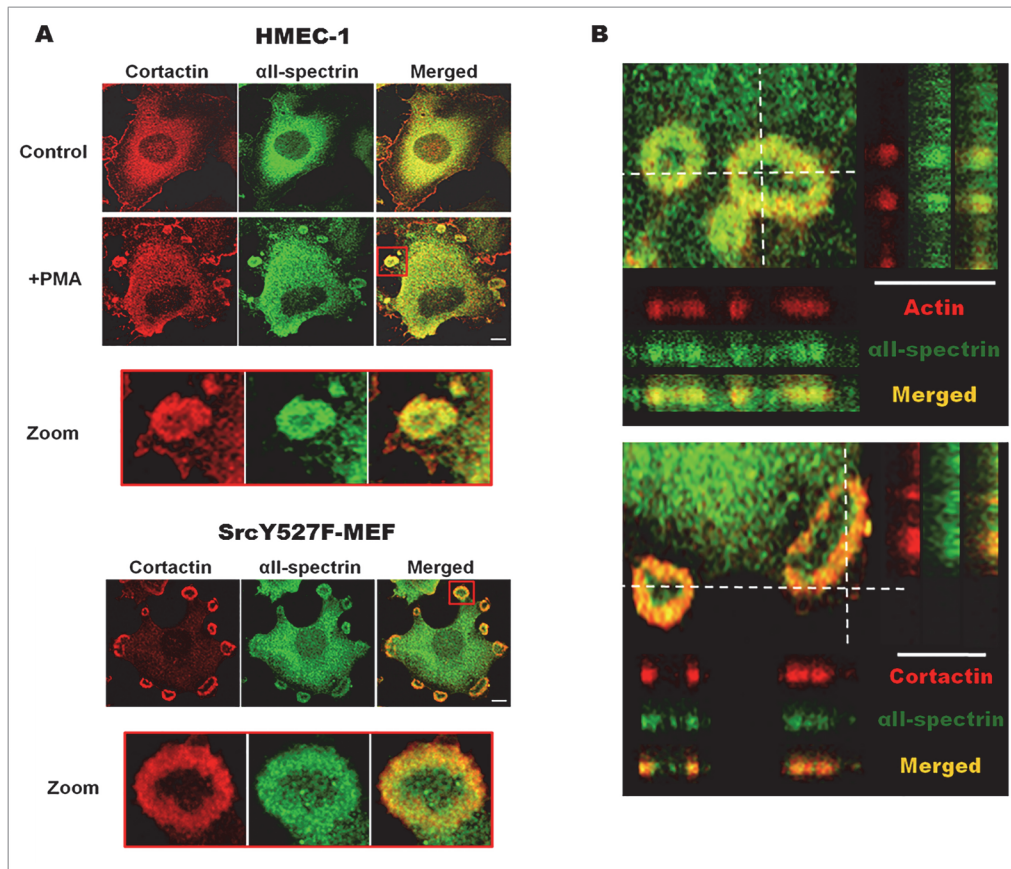 A
HMEC-1
Cortactin αII-spectrin Merged
Control
+PMA
Zoom
SrcY527F-MEF
Cortactin αII-spectrin Merged
Zoom
B
Actin
αII-spectrin
Merged
Cortactin
αII-spectrin
Merged